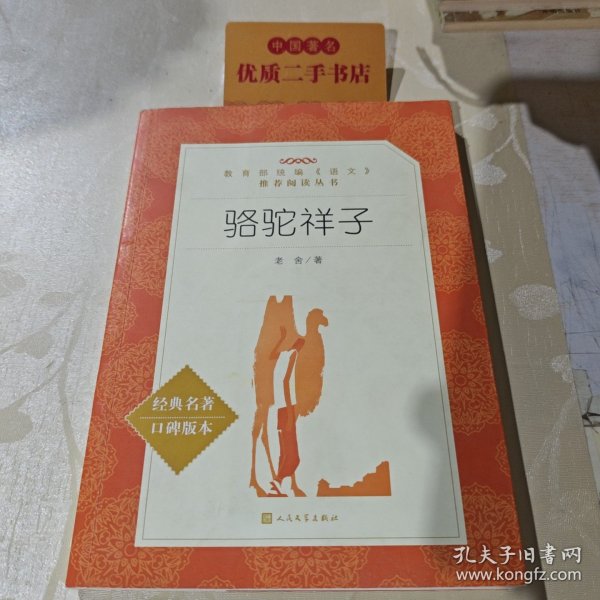 中国著名
优质二手书店
教育部统编《语文》
推荐阅读丛书
骆驼祥子
老舍/著
经典名著
口碑版本
人民文学出版社
孔夫子旧书网
www.kongfz.com